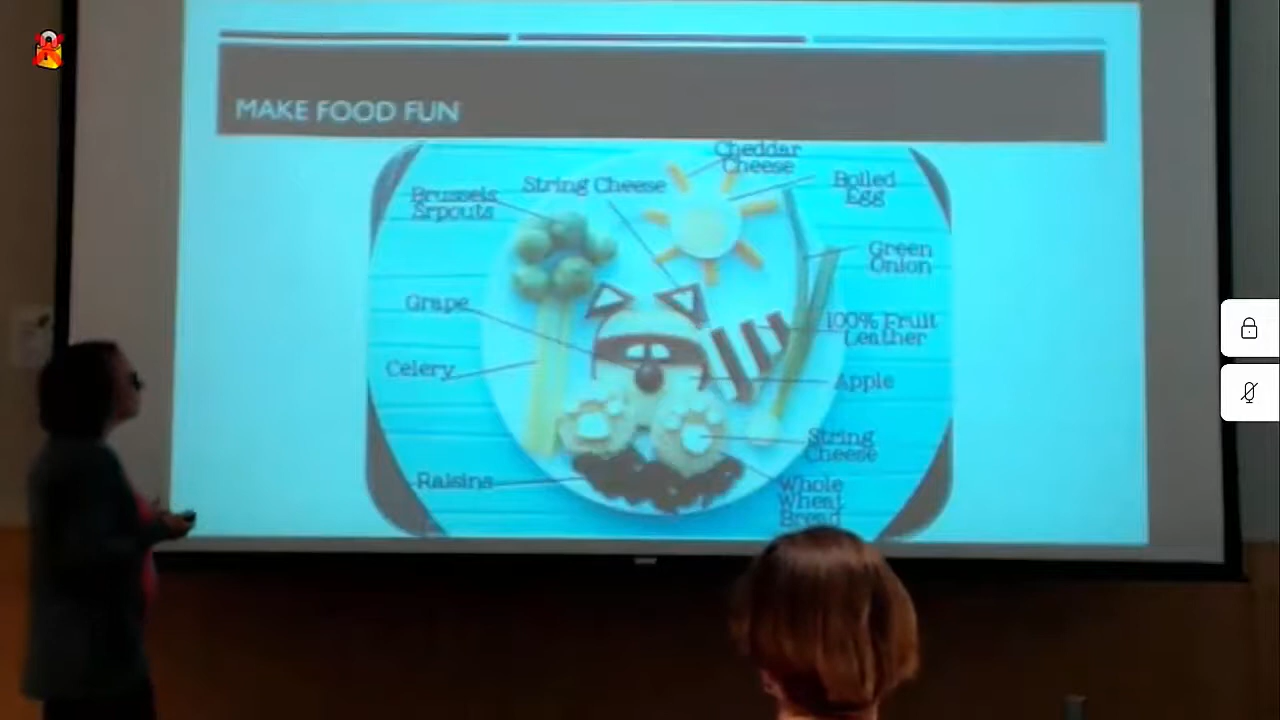 MAKE FOOD FUN
Cheddar
Cheese
String Cheese
Boiled
Egg
Brussels
Srpouts
Green
Onion
Grape
100% Fruit
Leather
Celery
Apple
String
Cheese
Raisins
Whole
Wheat
Bread